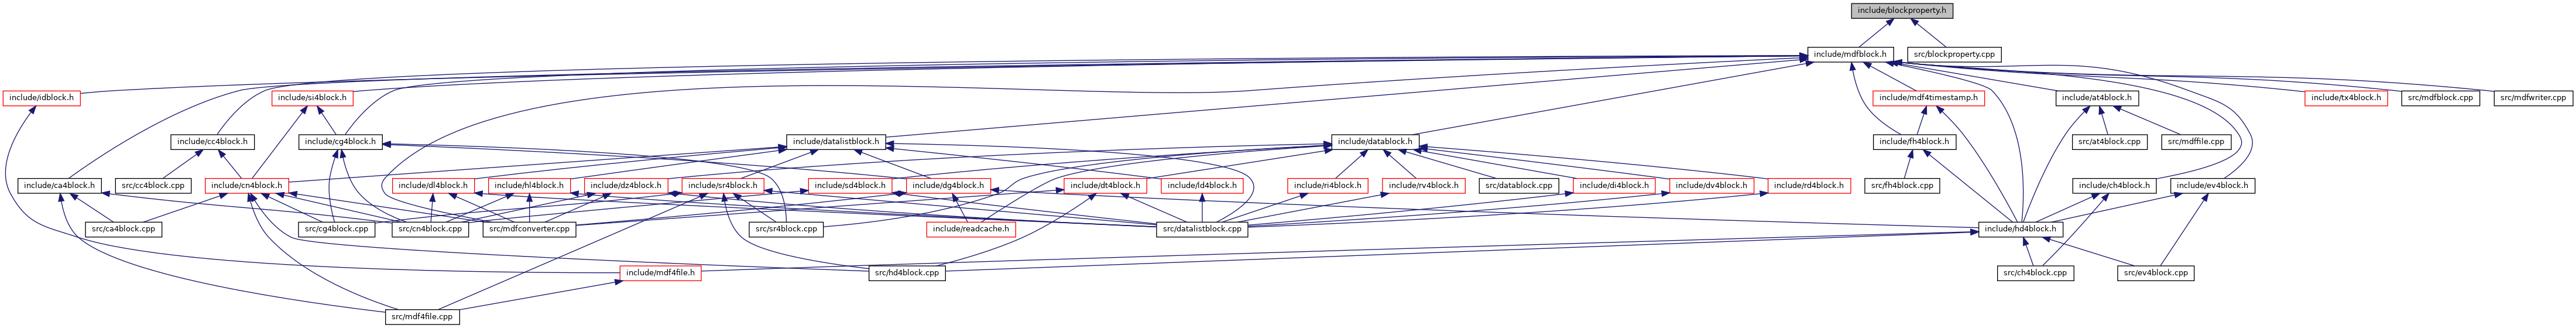 include/blockproperty.h
include/mdfblock.h
src/blockproperty.cpp
include/idblock.h
include/si4block.h
include/mdf4timestamp.h
include/at4block.h
include/tx4block.h
src/mdfblock.cpp
src/mdfwriter.cpp
include/cc4block.h
include/cg4block.h
include/datalistblock.h
include/datablock.h
include/fh4block.h
src/at4block.cpp
src/mdffile.cpp
include/ca4block.h
src/cc4block.cpp
include/cn4block.h
include/dl4block.h
include/hl4block.h
include/dz4block.h
include/sr4block.h
include/sd4block.h
include/dg4block.h
include/dt4block.h
include/ld4block.h
include/ri4block.h
include/rv4block.h
src/datablock.cpp
include/di4block.h
include/dv4block.h
include/rd4block.h
src/fh4block.cpp
include/ch4block.h
include/ev4block.h
src/ca4block.cpp
src/cg4block.cpp
src/cn4block.cpp
src/mdfconverter.cpp
src/sr4block.cpp
include/readcache.h
src/datalistblock.cpp
include/hd4block.h
include/mdf4file.h
src/hd4block.cpp
src/ch4block.cpp
src/ev4block.cpp
src/mdf4file.cpp